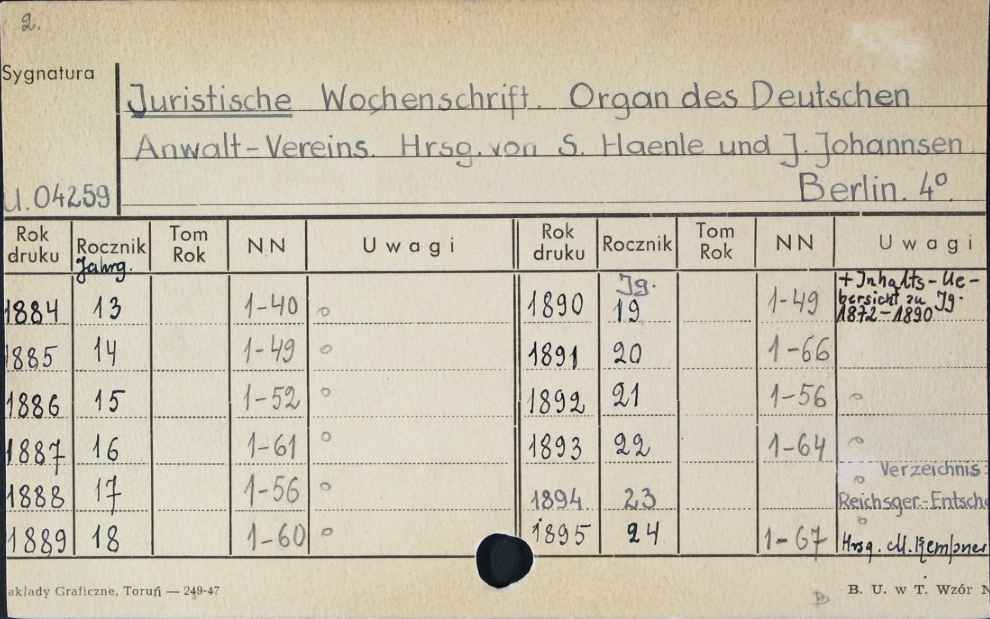 2.
Sygnatura
Juristische Wochenschrift. Organ des Deutschen
Anwalt-Vereins. Hrsg. von S. Haenle und J. Johannsen
U.04259 Berlin. 4°.
Rok druku Rocznik Tom Rok NN Uwagi Rok druku Rocznik Tom Rok NN Uwagi
Jahrg. Jg.
1884 13 1-40 1890 19 1-49 + Inhalts-Ue-
bersicht zu Jg.
1872-1890
1885 14 1-49 1891 20 1-66
1886 15 1-52 1892 21 1-56
1887 16 1-61 1893 22 1-64
Verzeichnis
1888 17 1-56 1894 23 Reichsger.-Entsch
1889 18 1-60 1895 24 1-67 Hrsg. M. Kempner
akłady Graficzne, Toruń — 249-47 B. U. w T. Wzór N